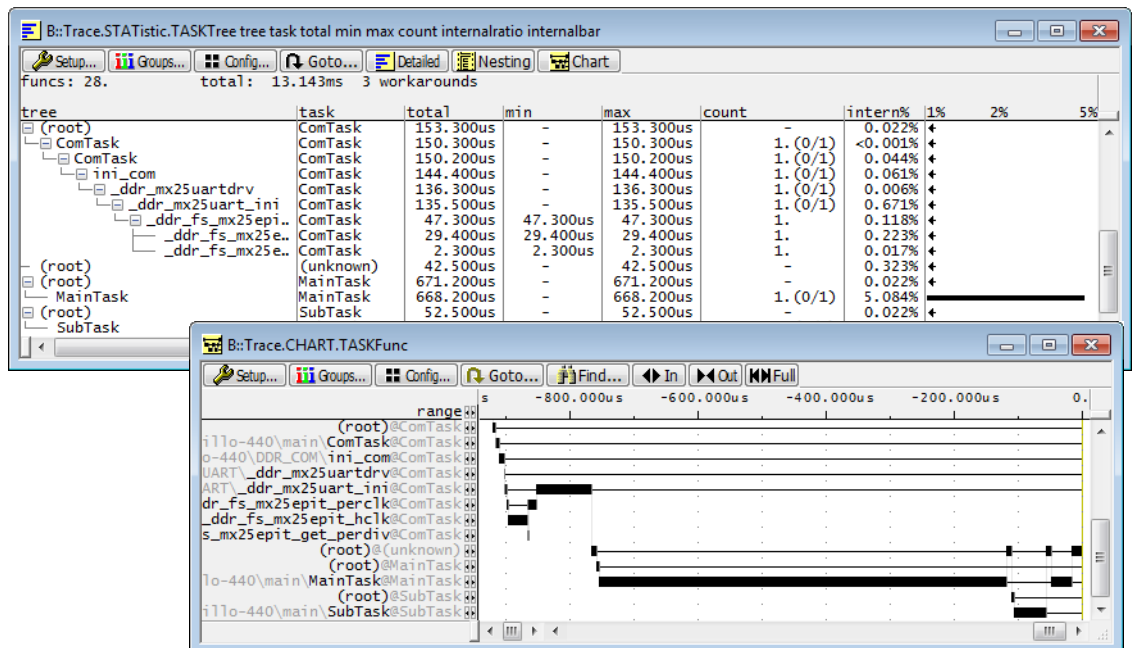 B::Trace.STATistic.TASKTree tree task total min max count internalratio internalbar
Setup... Groups... Config... Goto... Detailed Nesting Chart
funcs: 28. total: 13.143ms 3 workarounds
tree task total min max count intern% 1% 2% 5%
(root) ComTask 153.300us - 153.300us - 0.022%
ComTask ComTask 150.300us - 150.300us 1.(0/1) <0.001%
ComTask ComTask 150.200us - 150.200us 1.(0/1) 0.044%
ini_com ComTask 144.400us - 144.400us 1.(0/1) 0.061%
_ddr_mx25uartdrv ComTask 136.300us - 136.300us 1.(0/1) 0.006%
_ddr_mx25uart_ini ComTask 135.500us - 135.500us 1.(0/1) 0.671%
_ddr_fs_mx25epi.. ComTask 47.300us 47.300us 47.300us 1. 0.118%
_ddr_fs_mx25e.. ComTask 29.400us 29.400us 29.400us 1. 0.223%
_ddr_fs_mx25e.. ComTask 2.300us 2.300us 2.300us 1. 0.017%
(root) (unknown) 42.500us - 42.500us - 0.323%
(root) MainTask 671.200us - 671.200us - 0.022%
MainTask MainTask 668.200us - 668.200us 1.(0/1) 5.084%
(root) SubTask 52.500us - 52.500us - 0.022%
SubTask
B::Trace.CHART.TASKFunc
Setup... Groups... Config... Goto... Find... In Out Full
s -800.000us -600.000us -400.000us -200.000us 0.
range
(root)@ComTask
illo-440\main\ComTask@ComTask
o-440\DDR_COM\ini_com@ComTask
UART\_ddr_mx25uartdrv@ComTask
ART\_ddr_mx25uart_ini@ComTask
dr_fs_mx25epit_perclk@ComTask
_ddr_fs_mx25epit_hclk@ComTask
s_mx25epit_get_perdiv@ComTask
(root)@(unknown)
(root)@MainTask
lo-440\main\MainTask@MainTask
(root)@SubTask
illo-440\main\SubTask@SubTask